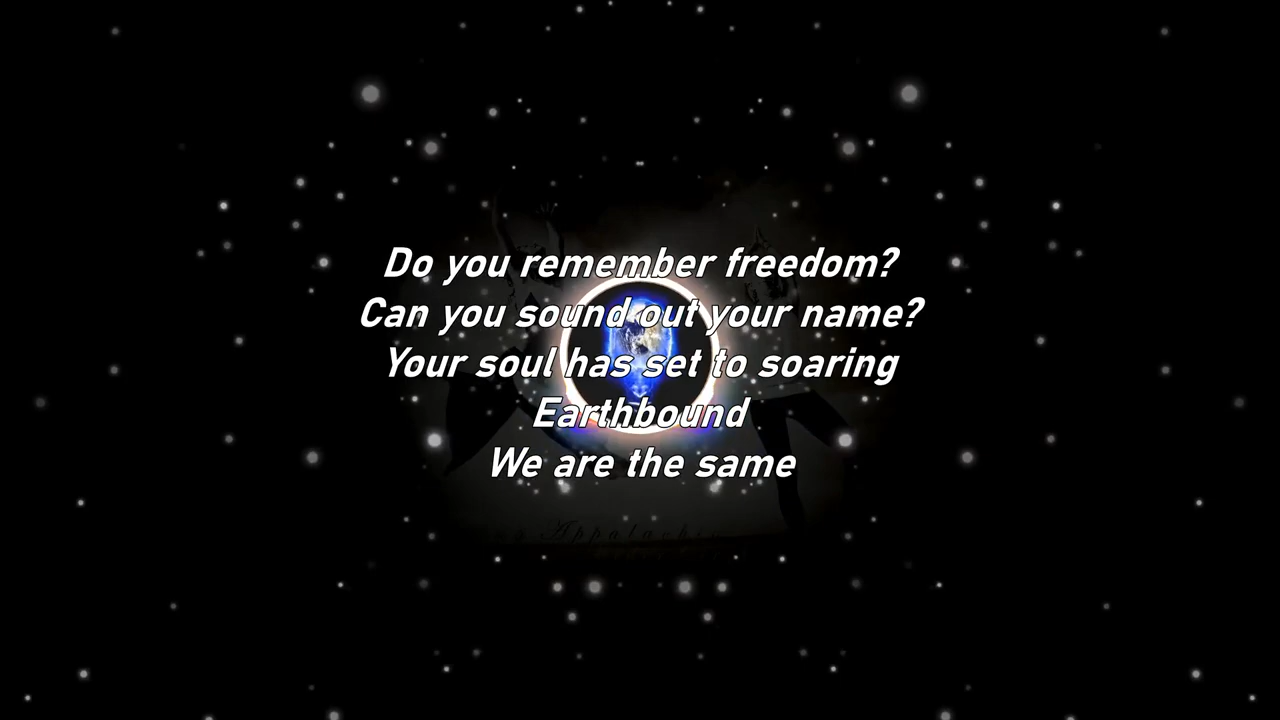 Do you remember freedom?
Can you sound out your name?
Your soul has set to soaring
Earthbound
We are the same